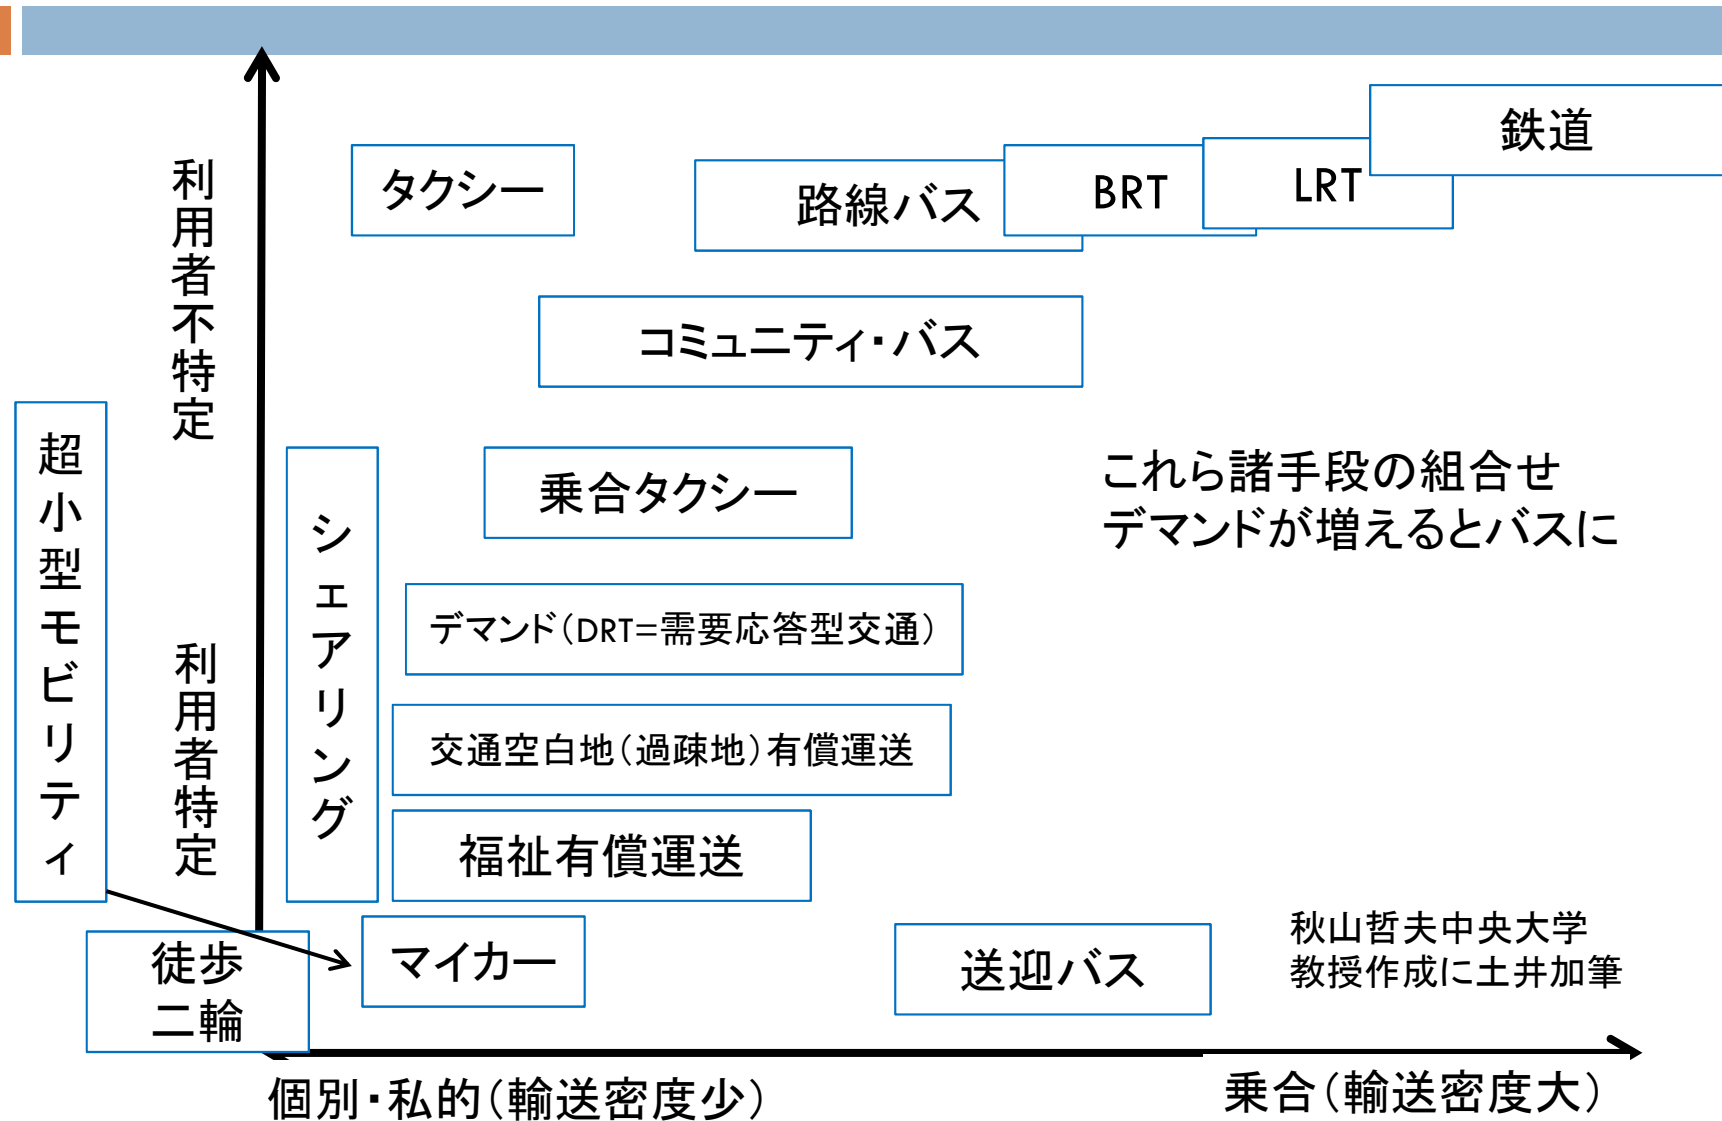 鉄道
LRT
BRT
路線バス
タクシー
利用者不特定
コミュニティ・バス
超小型モビリティ
シェアリング
乗合タクシー
これら諸手段の組合せ
デマンドが増えるとバスに
デマンド（DRT=需要応答型交通）
利用者特定
交通空白地（過疎地）有償運送
福祉有償運送
徒歩
二輪
マイカー
送迎バス
秋山哲夫中央大学
教授作成に土井加筆
個別・私的（輸送密度少）
乗合（輸送密度大）